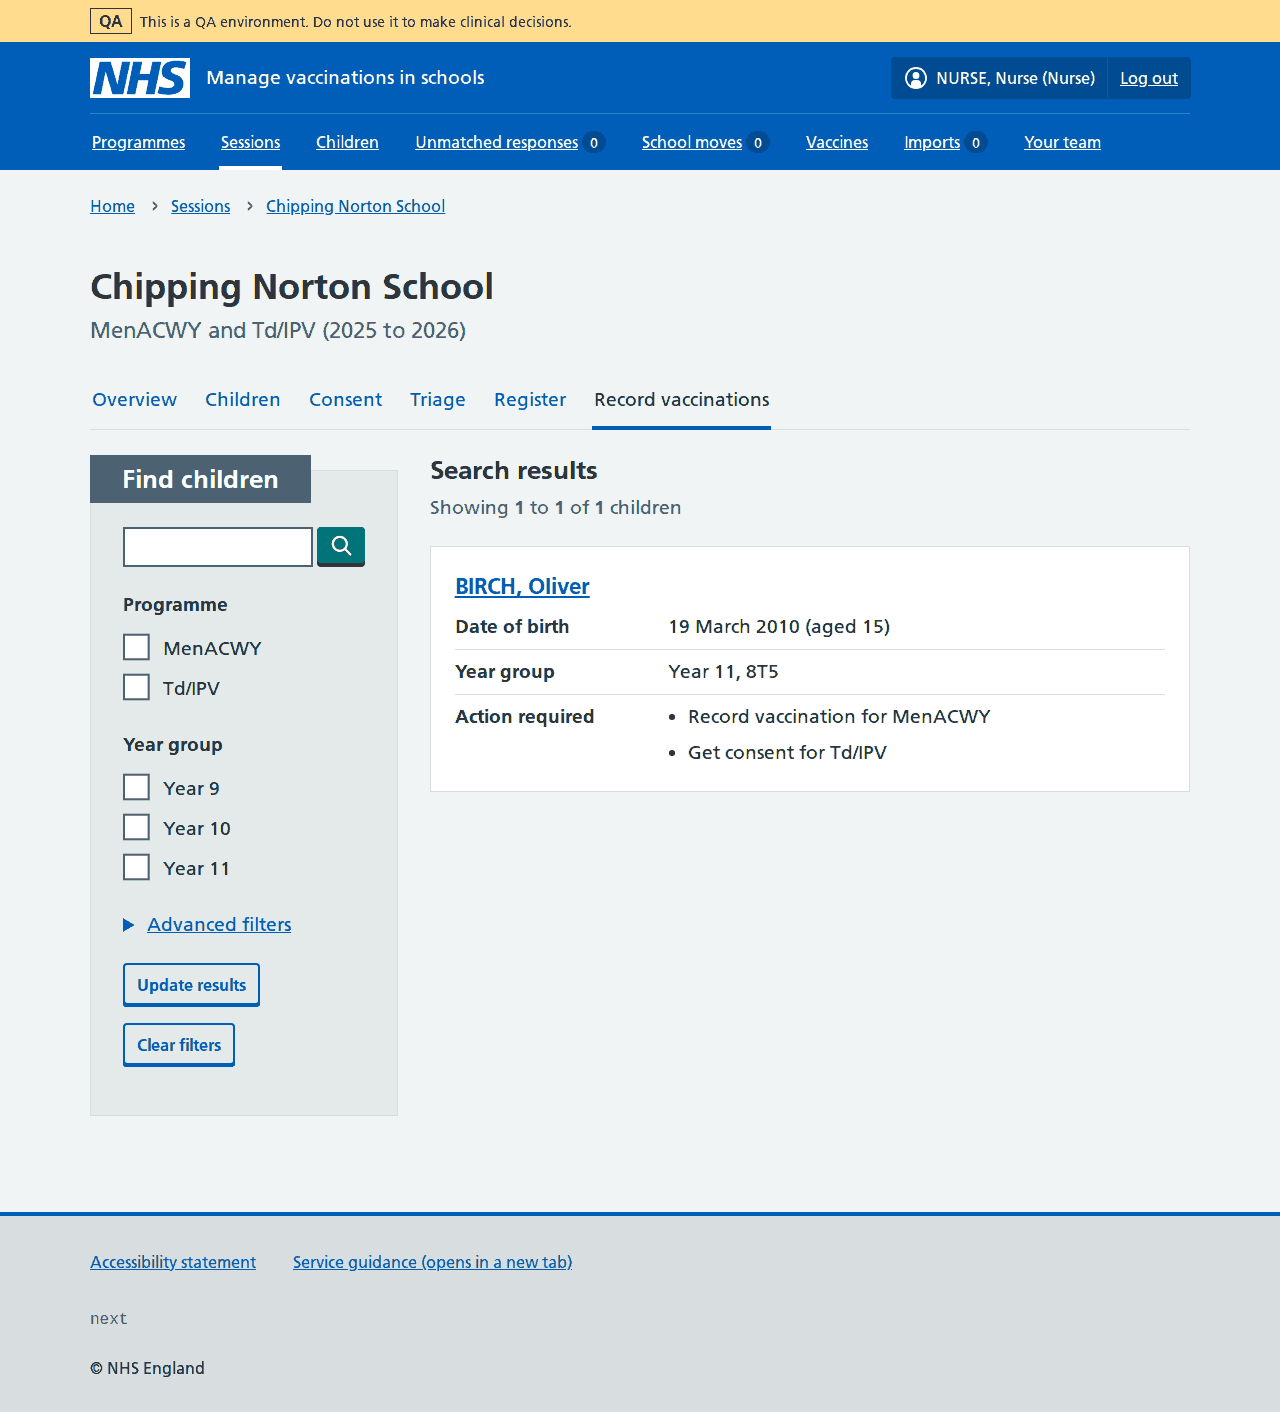 QA This is a QA environment. Do not use it to make clinical decisions.
NHS Manage vaccinations in schools NURSE, Nurse (Nurse) Log out
Programmes Sessions Children Unmatched responses 0 School moves 0 Vaccines Imports 0 Your team
Home Sessions Chipping Norton School
Chipping Norton School
MenACWY and Td/IPV (2025 to 2026)
Overview Children Consent Triage Register Record vaccinations
Find children
Programme
MenACWY
Td/IPV
Year group
Year 9
Year 10
Year 11
Advanced filters
Update results
Clear filters
Search results
Showing 1 to 1 of 1 children
BIRCH, Oliver
Date of birth 19 March 2010 (aged 15)
Year group Year 11, 8T5
Action required • Record vaccination for MenACWY
• Get consent for Td/IPV
Accessibility statement Service guidance (opens in a new tab)
next
© NHS England